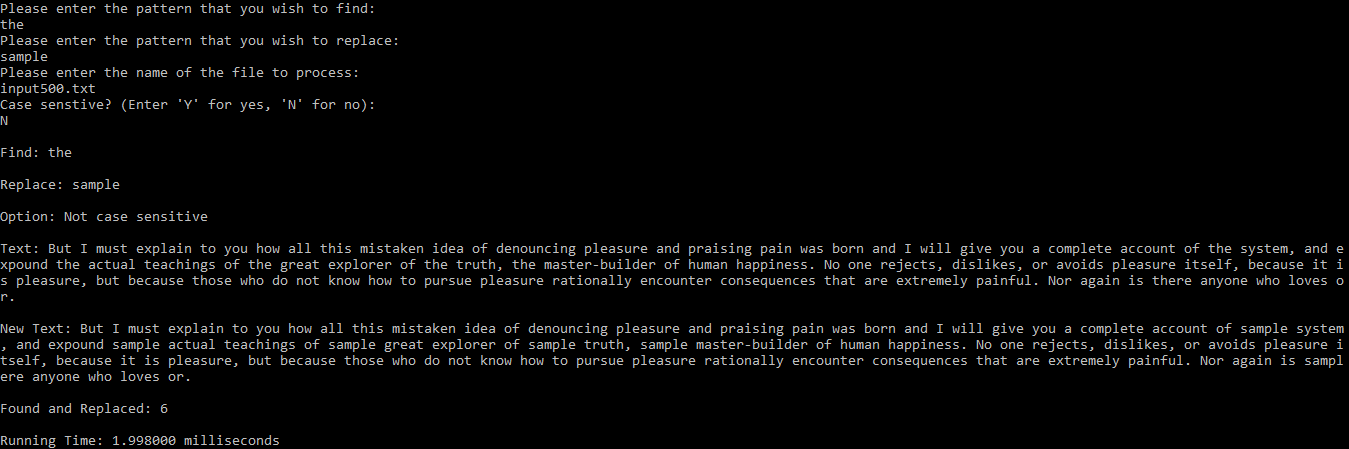 Please enter the pattern that you wish to find:
the
Please enter the pattern that you wish to replace:
sample
Please enter the name of the file to process:
input500.txt
Case senstive? (Enter 'Y' for yes, 'N' for no):
N
Find: the
Replace: sample
Option: Not case sensitive
Text: But I must explain to you how all this mistaken idea of denouncing pleasure and praising pain was born and I will give you a complete account of the system, and e
xpound the actual teachings of the great explorer of the truth, the master-builder of human happiness. No one rejects, dislikes, or avoids pleasure itself, because it i
s pleasure, but because those who do not know how to pursue pleasure rationally encounter consequences that are extremely painful. Nor again is there anyone who loves o
r.
New Text: But I must explain to you how all this mistaken idea of denouncing pleasure and praising pain was born and I will give you a complete account of sample system
, and expound sample actual teachings of sample great explorer of sample truth, sample master-builder of human happiness. No one rejects, dislikes, or avoids pleasure i
tself, because it is pleasure, but because those who do not know how to pursue pleasure rationally encounter consequences that are extremely painful. Nor again is sampl
ere anyone who loves or.
Found and Replaced: 6
Running Time: 1.998000 milliseconds